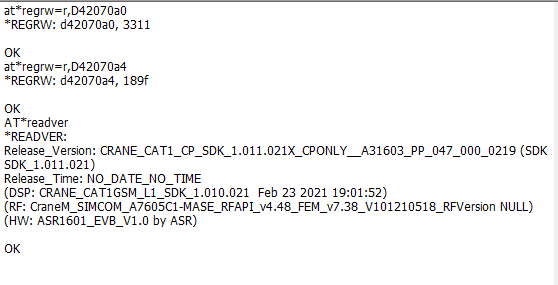 at*regrw=r,D42070a0
*REGRW: d42070a0, 3311
OK
at*regrw=r,D42070a4
*REGRW: d42070a4, 189f
OK
AT*readver
*READVER:
Release_Version: CRANE_CAT1_CP_SDK_1.011.021X_CPONLY__A31603_PP_047_000_0219 (SDK
SDK_1.011.021)
Release_Time: NO_DATE_NO_TIME
(DSP: CRANE_CAT1GSM_L1_SDK_1.010.021  Feb 23 2021 19:01:52)
(RF: CraneM_SIMCOM_A7605C1-MASE_RFAPI_v4.48_FEM_v7.38_V101210518_RFVersion NULL)
(HW: ASR1601_EVB_V1.0 by ASR)
OK